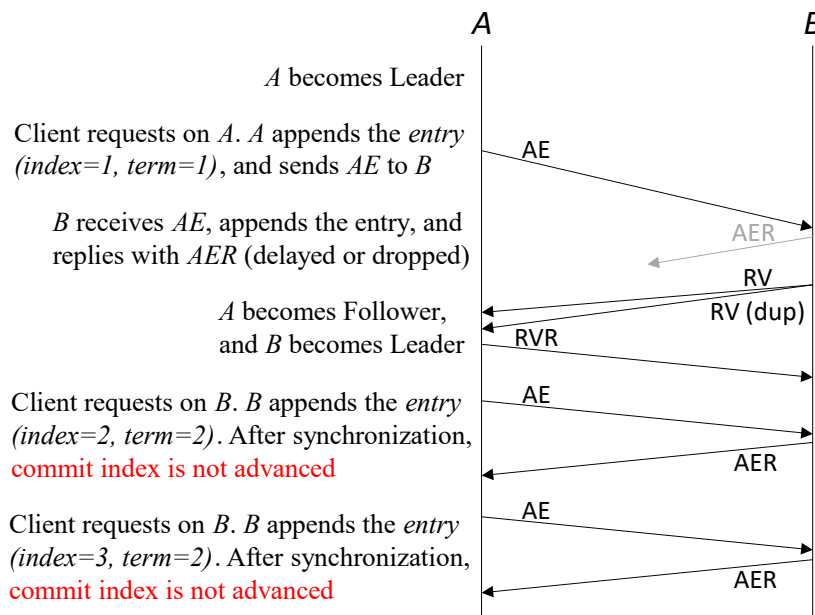 A B
A becomes Leader
Client requests on A. A appends the entry
(index=1, term=1), and sends AE to B
AE
B receives AE, appends the entry, and
replies with AER (delayed or dropped)
AER
RV
RV (dup)
A becomes Follower,
and B becomes Leader
RVR
Client requests on B. B appends the entry
(index=2, term=2). After synchronization,
commit index is not advanced
AE
AER
Client requests on B. B appends the entry
(index=3, term=2). After synchronization,
commit index is not advanced
AE
AER